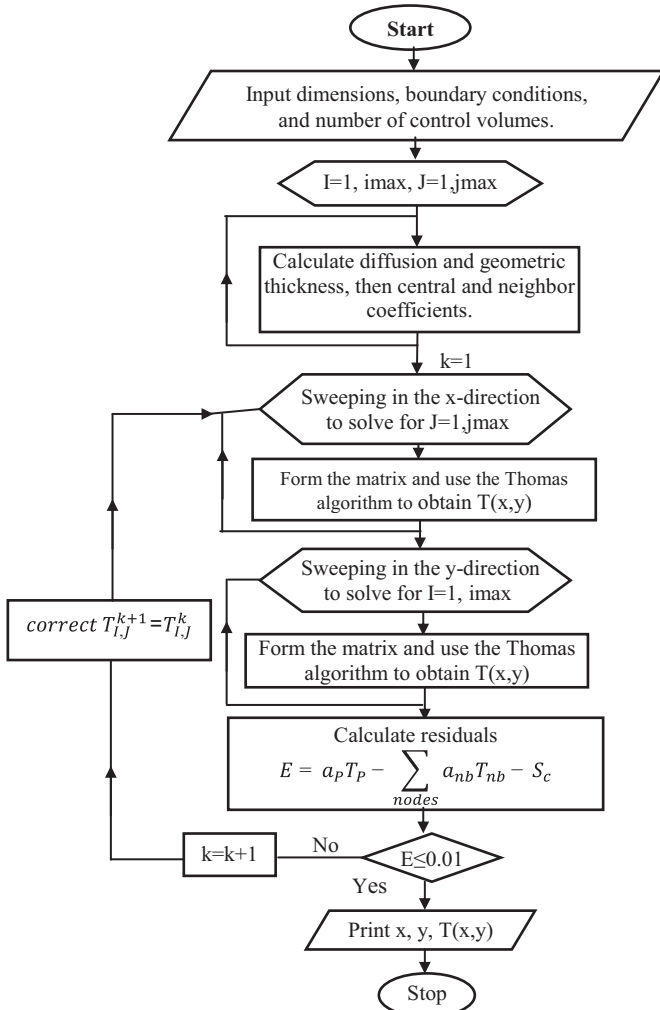 Start
Input dimensions, boundary conditions,
and number of control volumes.
I=1, imax, J=1,jmax
Calculate diffusion and geometric
thickness, then central and neighbor
coefficients.
k=1
Sweeping in the x-direction
to solve for J=1,jmax
Form the matrix and use the Thomas
algorithm to obtain T(x,y)
Sweeping in the y-direction
to solve for I=1, imax
correct T_{I,J}^{k+1}=T_{I,J}^{k}
Form the matrix and use the Thomas
algorithm to obtain T(x,y)
Calculate residuals
E = a_P T_P − ∑_{nodes} a_{nb}T_{nb} − S_c
k=k+1
No
E≤0.01
Yes
Print x, y, T(x,y)
Stop